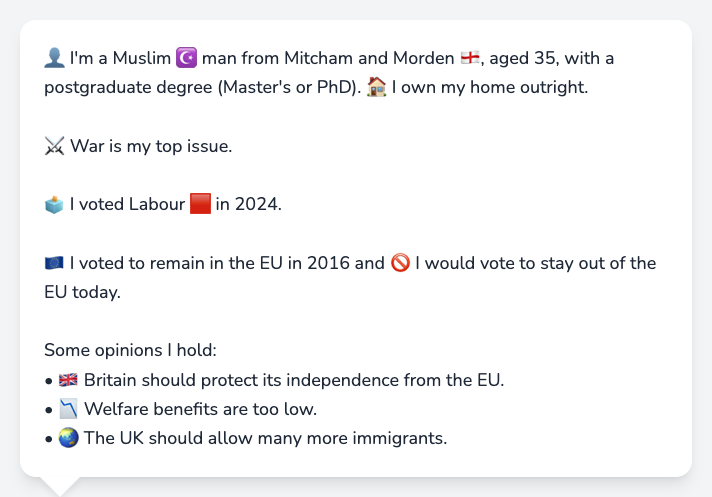 👤 I'm a Muslim ☪️ man from Mitcham and Morden 🏴󠁧󠁢󠁥󠁮󠁧󠁿, aged 35, with a
postgraduate degree (Master's or PhD). 🏠 I own my home outright.
⚔️ War is my top issue.
🗳️ I voted Labour 🟥 in 2024.
🇪🇺 I voted to remain in the EU in 2016 and 🚫 I would vote to stay out of the
EU today.
Some opinions I hold:
• 🇬🇧 Britain should protect its independence from the EU.
• 📉 Welfare benefits are too low.
• 🌏 The UK should allow many more immigrants.